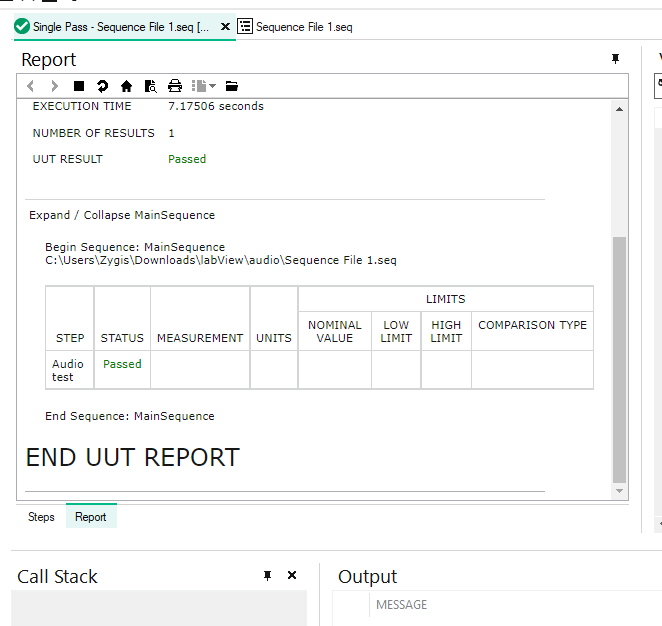 Single Pass - Sequence File 1.seq [...
Sequence File 1.seq
Report
EXECUTION TIME 7.17506 seconds
NUMBER OF RESULTS 1
UUT RESULT Passed
Expand / Collapse MainSequence
Begin Sequence: MainSequence
C:\Users\Zygis\Downloads\labView\audio\Sequence File 1.seq
LIMITS
STEP STATUS MEASUREMENT UNITS NOMINAL VALUE LOW LIMIT HIGH LIMIT COMPARISON TYPE
Audio test Passed
End Sequence: MainSequence
END UUT REPORT
Steps Report
Call Stack
Output
MESSAGE